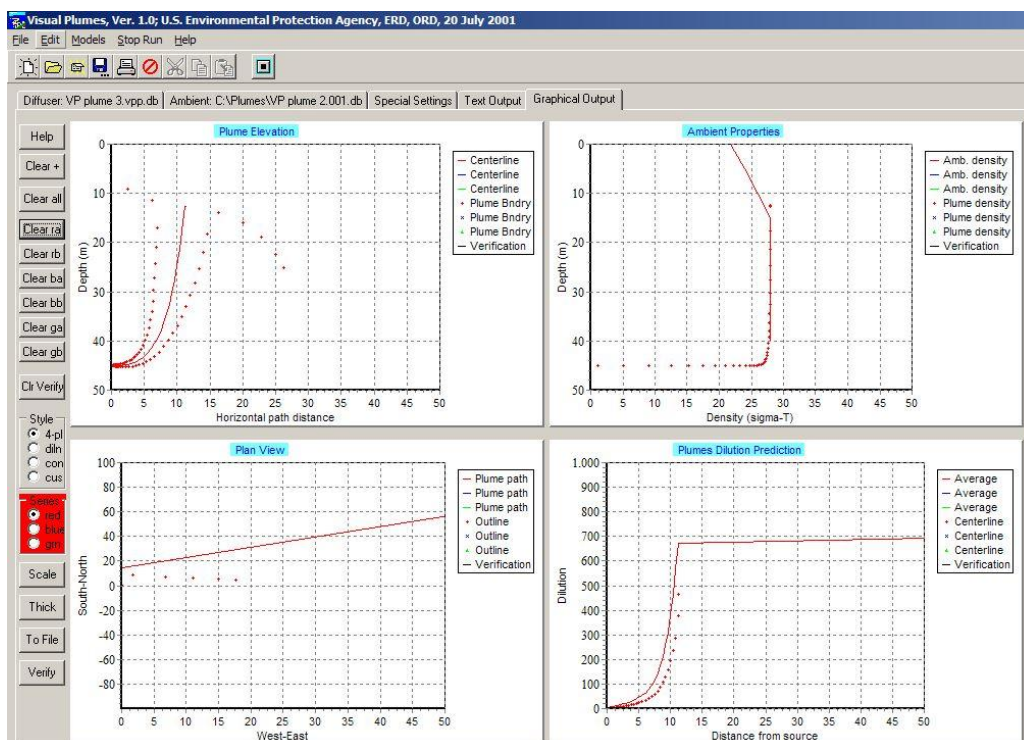 Visual Plumes, Ver. 1.0; U.S. Environmental Protection Agency, ERD, ORD, 20 July 2001
File Edit Models Stop Run Help
Diffuser: VP plume 3.vpp.db Ambient: C:\Plumes\VP plume 2.001.db Special Settings Text Output Graphical Output
Help
Clear +
Clear all
Clear ra
Clear rb
Clear ba
Clear bb
Clear ga
Clear gb
Clr Verify
Style
4-pl
diln
con
cus
Series
red
blue
grn
Scale
Thick
To File
Verify
Plume Elevation
Depth (m)
0
10
20
30
40
50
0 5 10 15 20 25 30 35 40 45 50
Horizontal path distance
Centerline
Centerline
Centerline
Plume Bndry
Plume Bndry
Plume Bndry
Verification
Ambient Properties
Depth (m)
0
10
20
30
40
50
0 5 10 15 20 25 30 35 40 45 50
Density (sigma-T)
Amb. density
Amb. density
Amb. density
Plume density
Plume density
Plume density
Verification
Plan View
South-North
100
80
60
40
20
0
-20
-40
-60
-80
0 5 10 15 20 25 30 35 40 45 50
West-East
Plume path
Plume path
Plume path
Outline
Outline
Outline
Verification
Plumes Dilution Prediction
Dilution
1.000
900
800
700
600
500
400
300
200
100
0
0 5 10 15 20 25 30 35 40 45 50
Distance from source
Average
Average
Average
Centerline
Centerline
Centerline
Verification